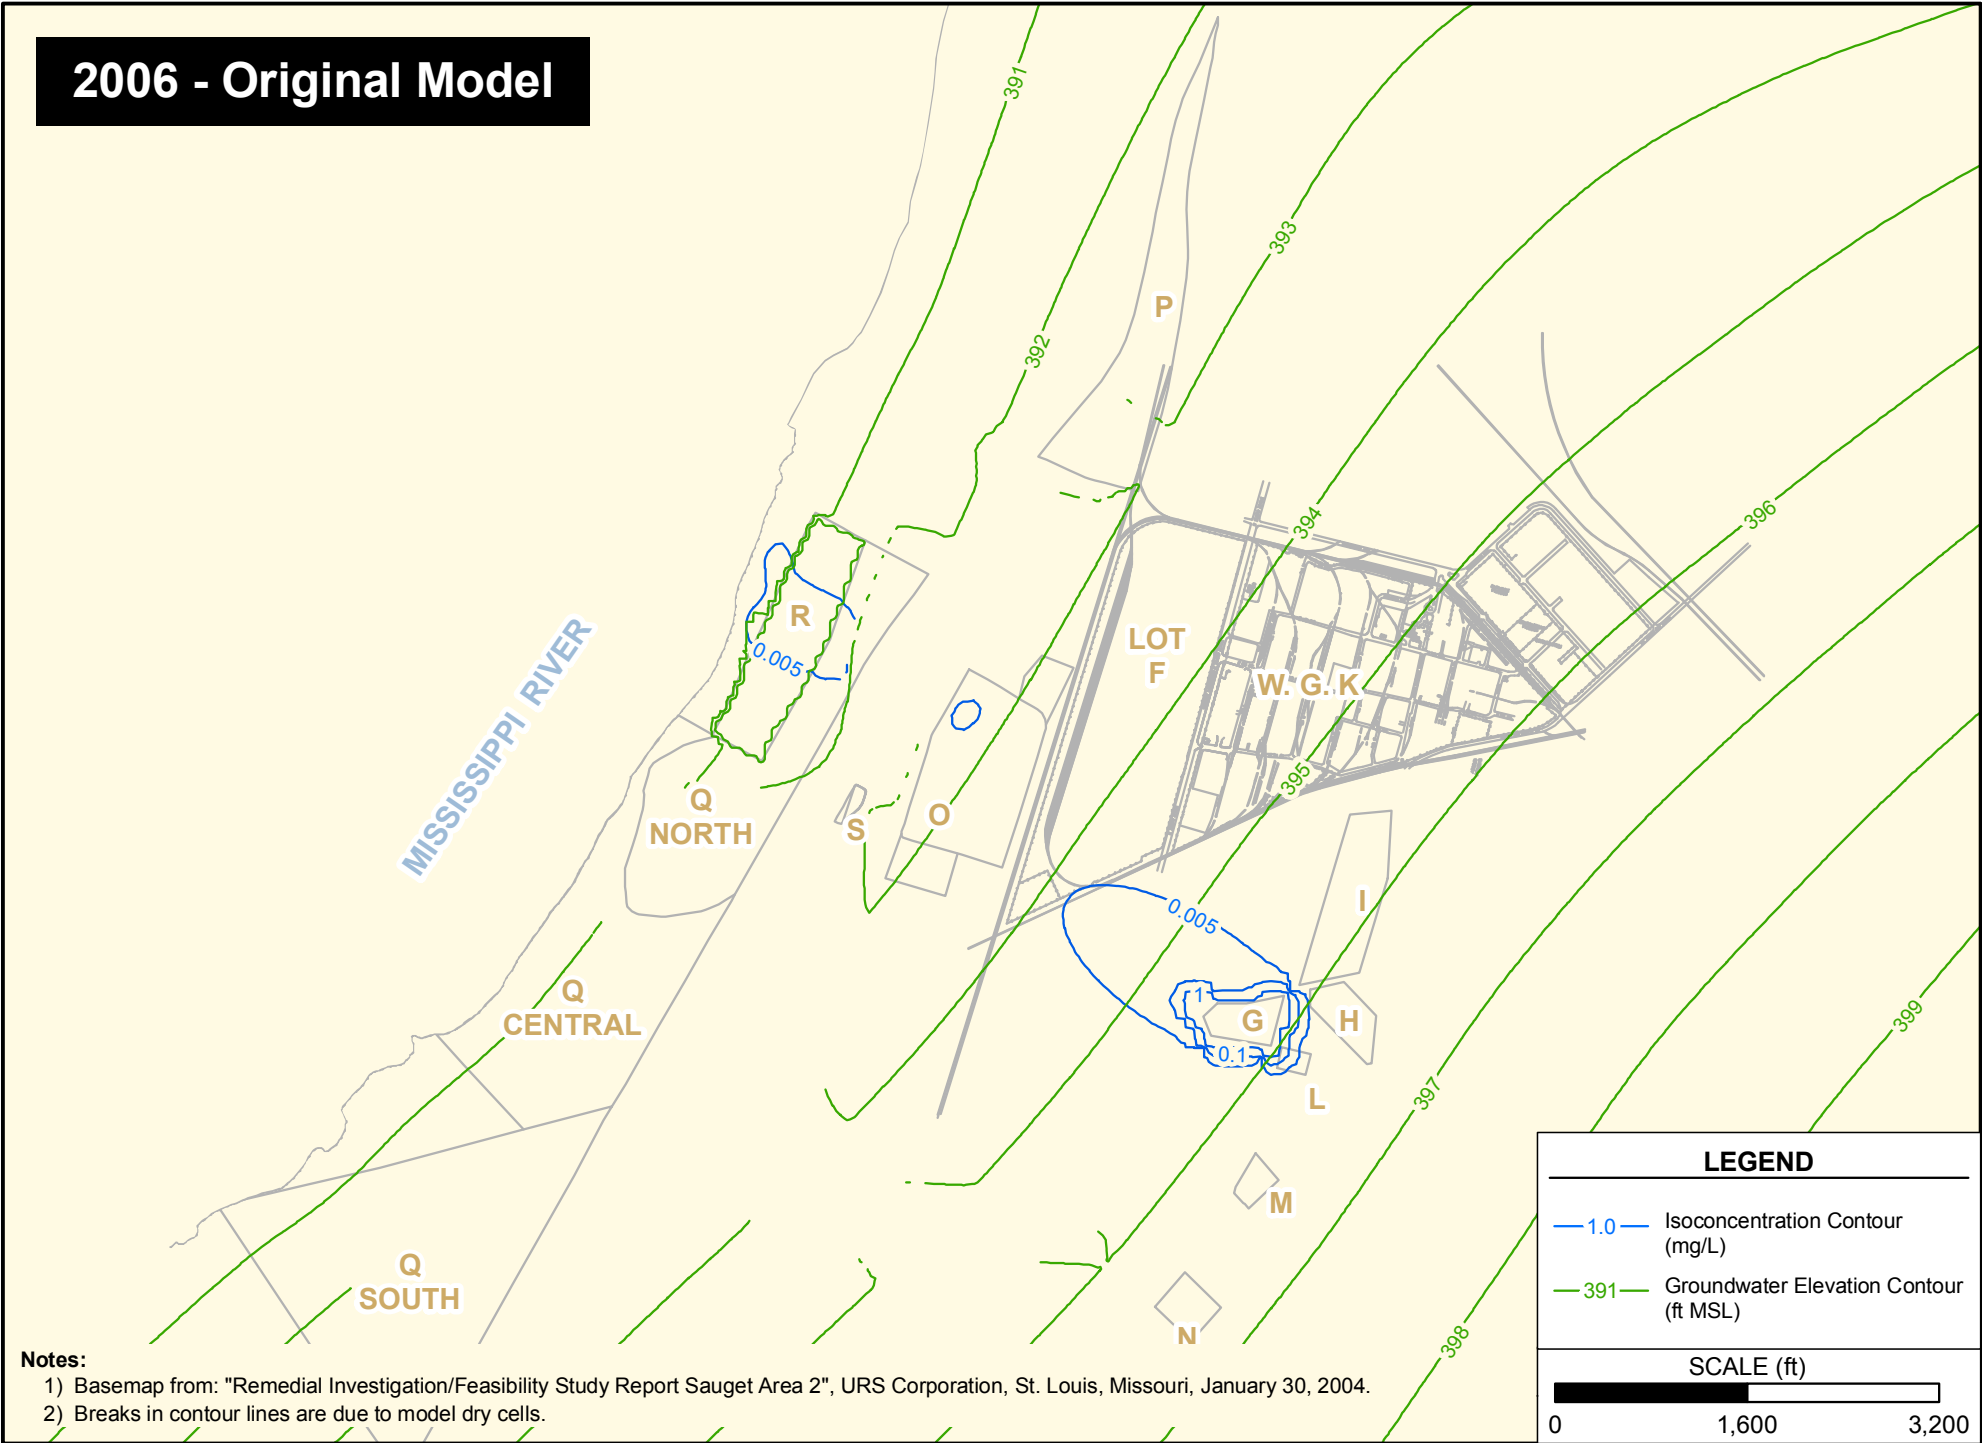 2006 - Original Model
391
393
392
P
394
396
R
0.005
LOT
F
W. G. K
MISSISSIPPI RIVER
395
Q
NORTH
S
O
0.005
I
Q
CENTRAL
1
G
H
0.1
399
397
L
M
Q
SOUTH
N
398
LEGEND
1.0
Isoconcentration Contour
(mg/L)
391
Groundwater Elevation Contour
(ft MSL)
SCALE (ft)
0 1,600 3,200
Notes:
1) Basemap from: "Remedial Investigation/Feasibility Study Report Sauget Area 2", URS Corporation, St. Louis, Missouri, January 30, 2004.
2) Breaks in contour lines are due to model dry cells.